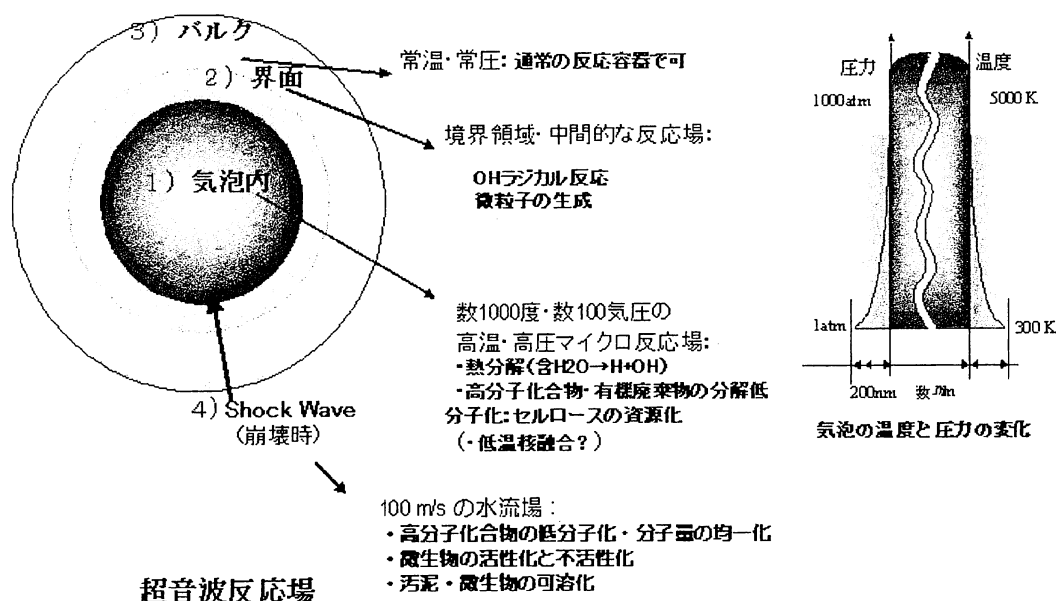 3) バルク
2) 界面
1) 気泡内
4) Shock Wave
(崩壊時)
常温・常圧: 通常の反応容器で可
境界領域・中間的な反応場:
OHラジカル反応
微粒子の生成
数1000度・数100気圧の
高温・高圧マイクロ反応場:
・熱分解(含H2O→H+OH)
・高分子化合物・有機廃棄物の分解低
分子化:セルロースの資源化
(・低温核融合?)
100 m/s の水流場:
・高分子化合物の低分子化・分子量の均一化
・微生物の活性化と不活性化
・汚泥・微生物の可溶化
超音波反応場
圧力 温度
1000atm 5000 K
1atm 300 K
200nm 数
気泡の温度と圧力の変化